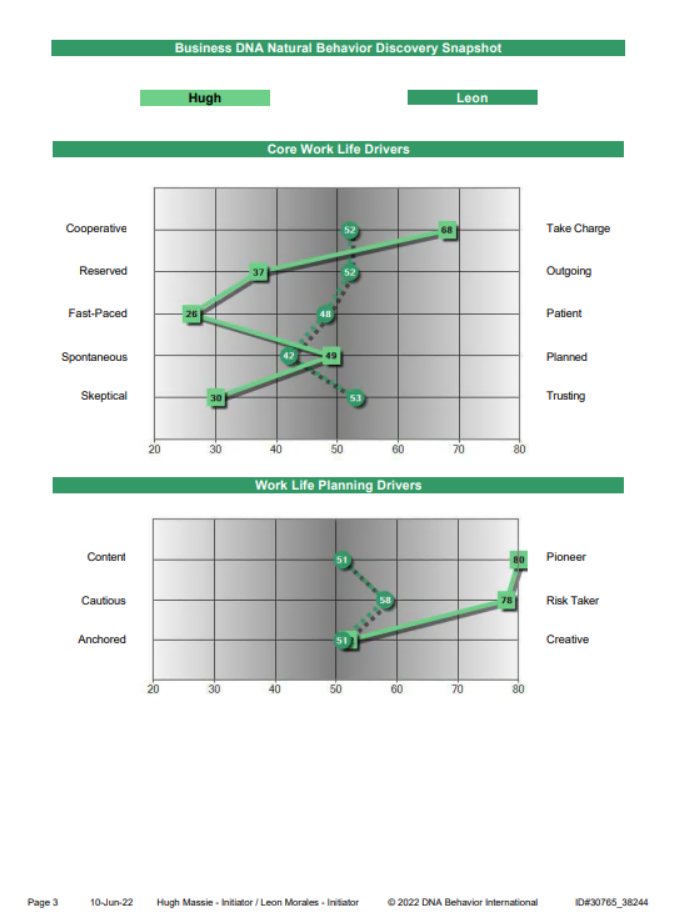 Business DNA Natural Behavior Discovery Snapshot
Hugh Leon
Core Work Life Drivers
Cooperative 52 68 Take Charge
Reserved 37 52 Outgoing
Fast-Paced 26 48 Patient
Spontaneous 42 49 Planned
Skeptical 30 53 Trusting
20 30 40 50 60 70 80
Work Life Planning Drivers
Content 51 80 Pioneer
Cautious 58 78 Risk Taker
Anchored 51 Creative
20 30 40 50 60 70 80
Page 3 10-Jun-22 Hugh Massie - Initiator / Leon Morales - Initiator © 2022 DNA Behavior International ID#30765_38244